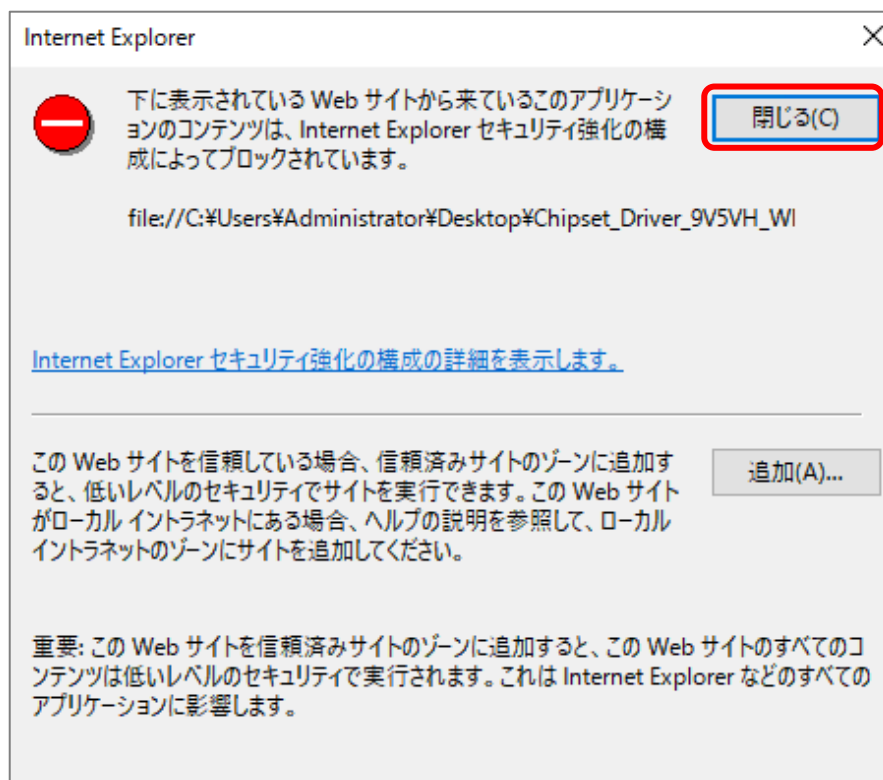 Internet Explorer
下に表示されている Web サイトから来ているこのアプリケーシ
ョンのコンテンツは、Internet Explorer セキュリティ強化の構
成によってブロックされています。
閉じる(C)
file://C:¥Users¥Administrator¥Desktop¥Chipset_Driver_9V5VH_WI
Internet Explorer セキュリティ強化の構成の詳細を表示します。
この Web サイトを信頼している場合、信頼済みサイトのゾーンに追加す
ると、低いレベルのセキュリティでサイトを実行できます。この Web サイト
がローカル イントラネットにある場合、ヘルプの説明を参照して、ローカル
イントラネットのゾーンにサイトを追加してください。
追加(A)...
重要: この Web サイトを信頼済みサイトのゾーンに追加すると、この Web サイトのすべてのコ
ンテンツは低いレベルのセキュリティで実行されます。これは Internet Explorer などのすべての
アプリケーションに影響します。